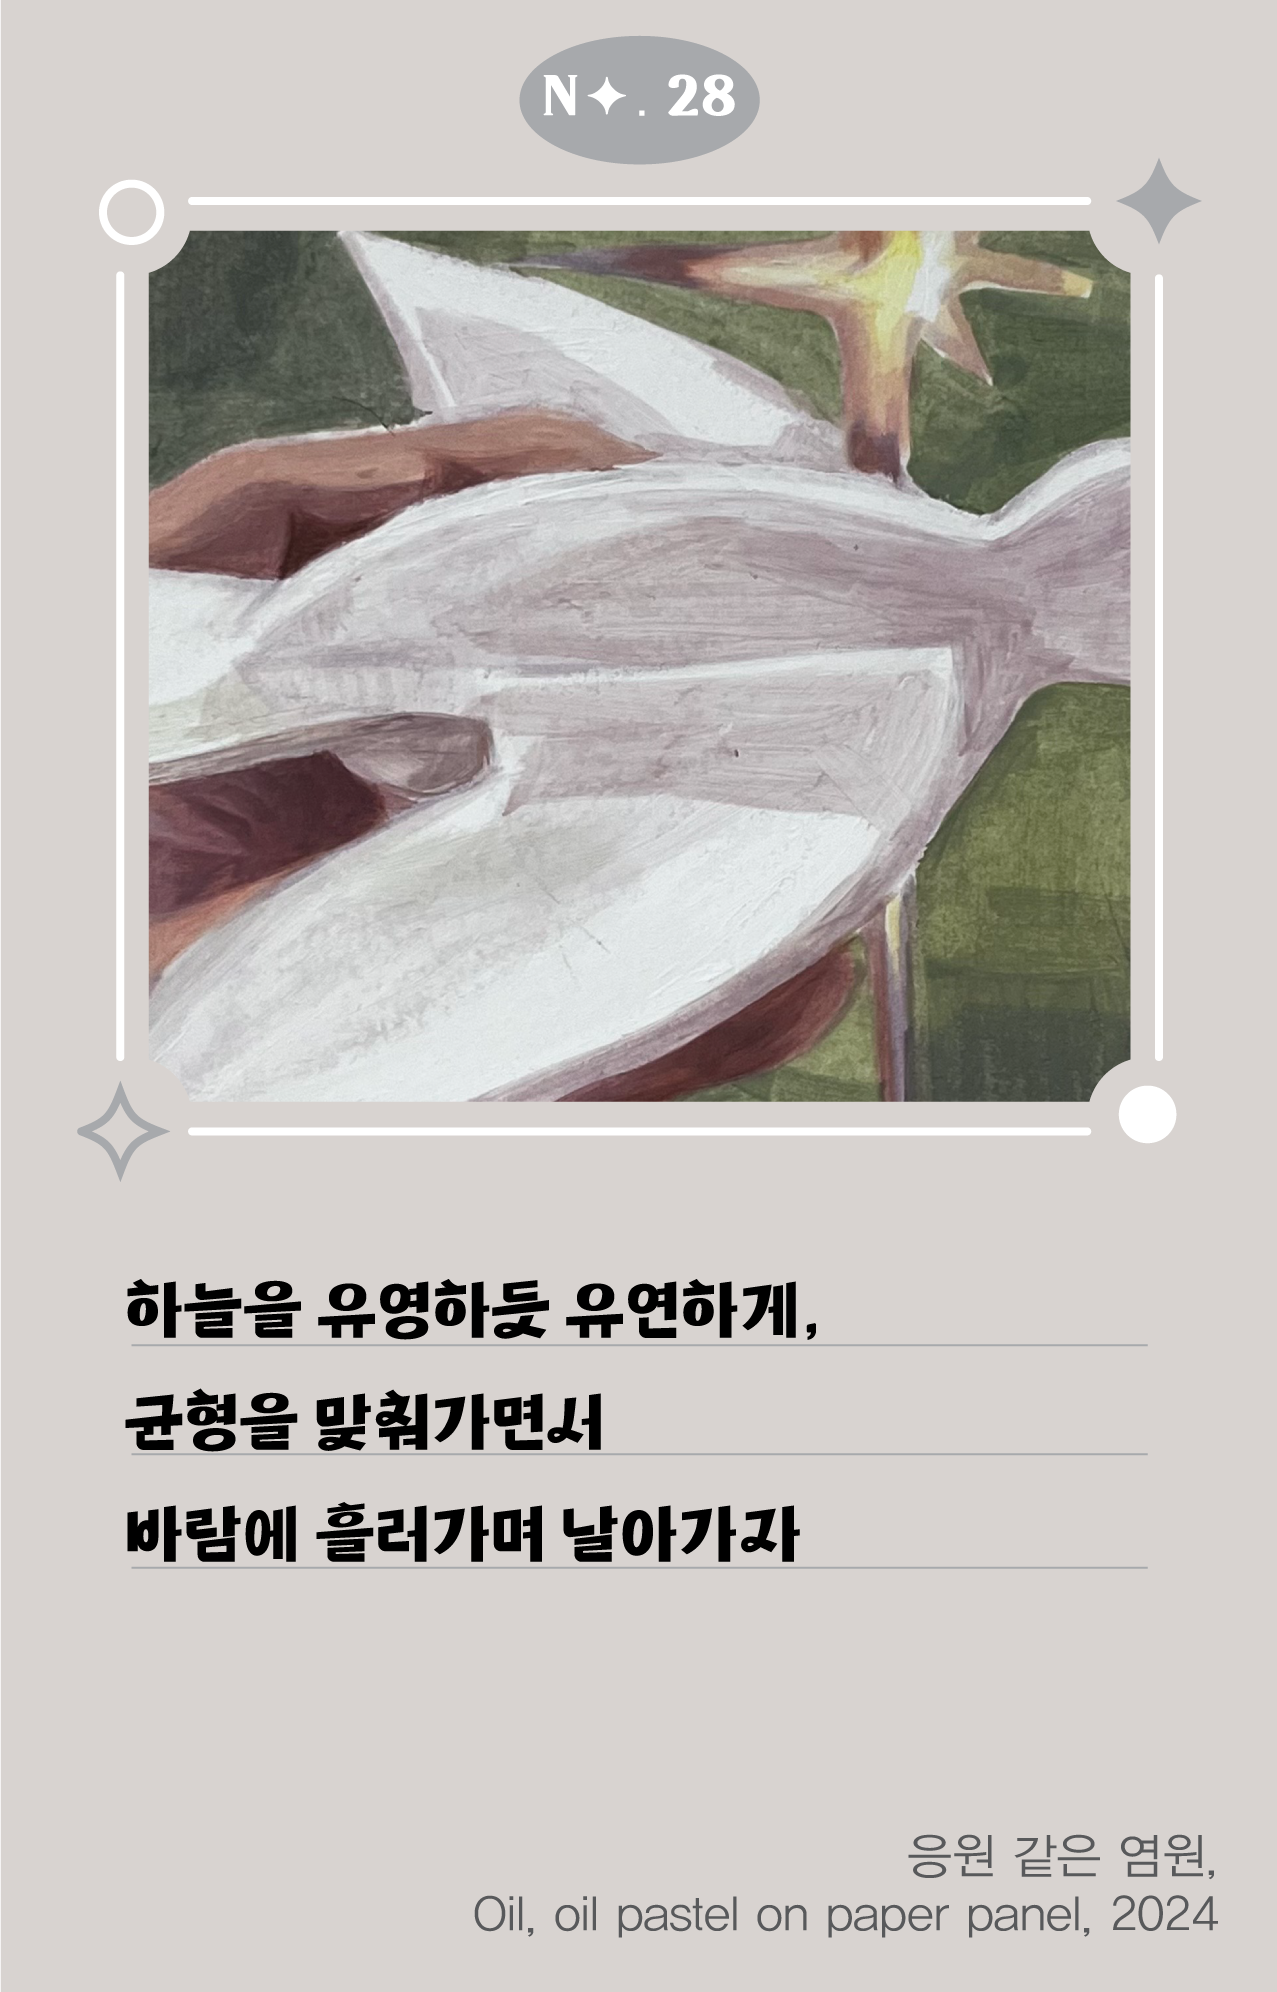 N✦. 28
하늘을 유영하듯 유연하게,
균형을 맞춰가면서
바람에 흘러가며 날아가자
응원 같은 염원,
Oil, oil pastel on paper panel, 2024